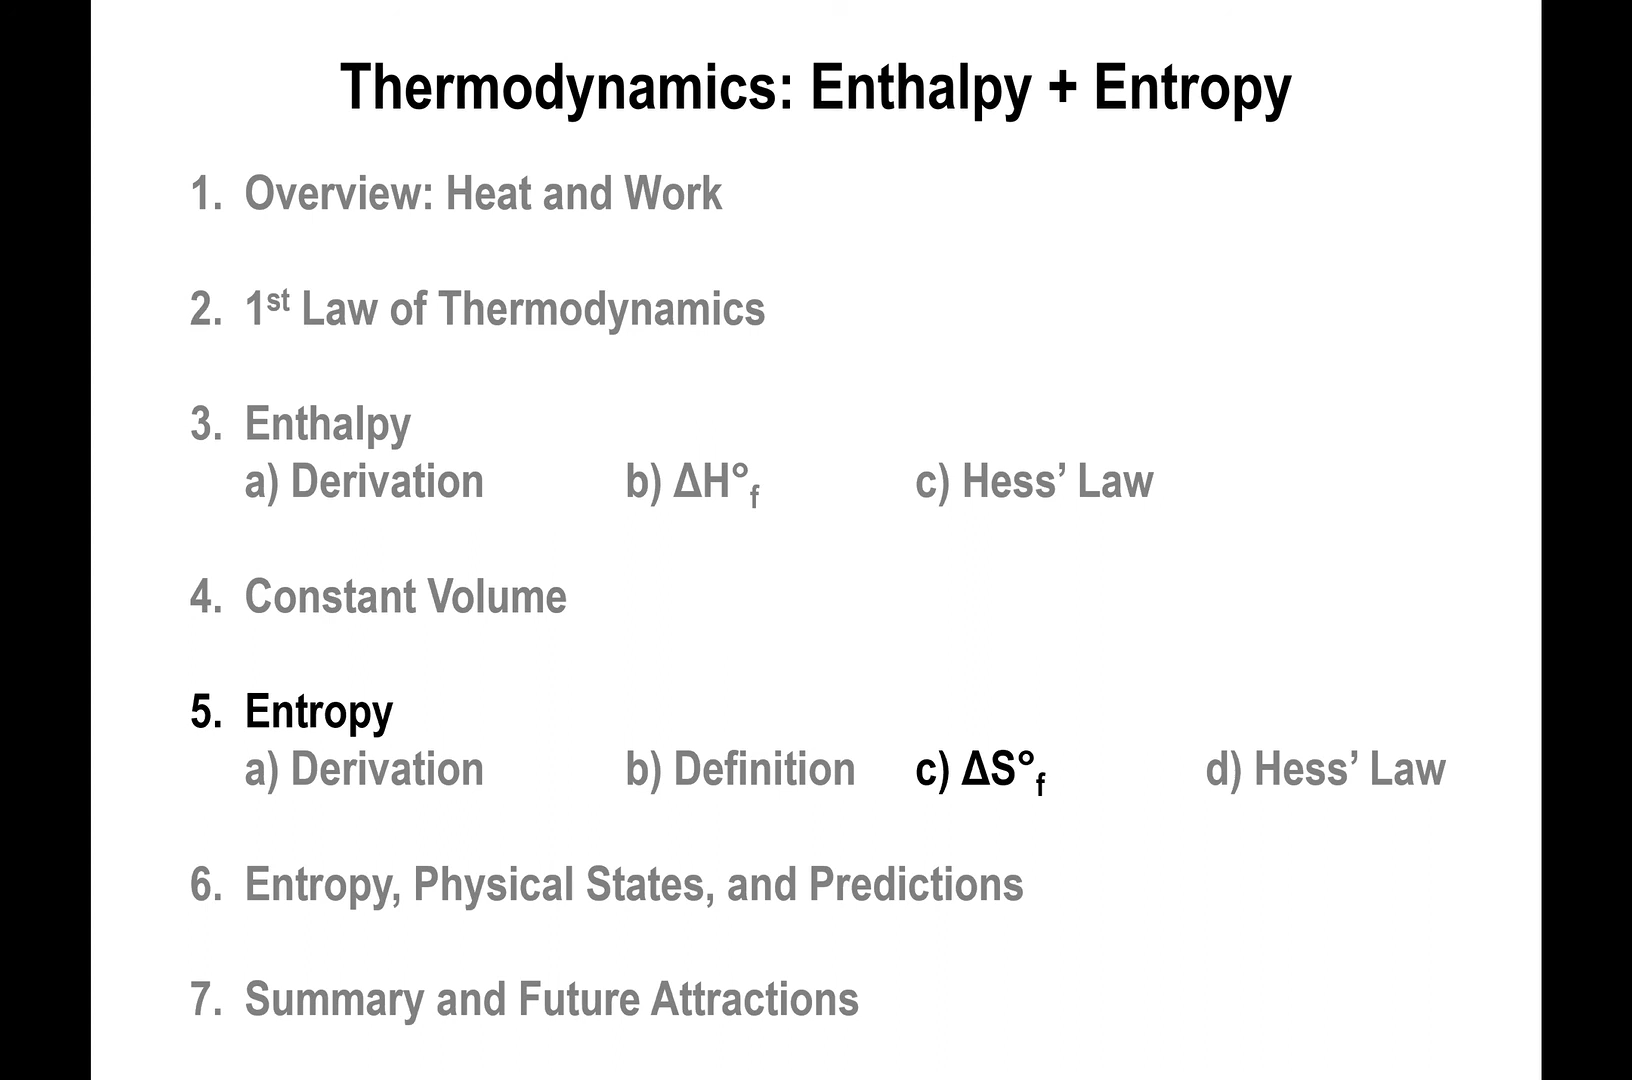 Thermodynamics: Enthalpy + Entropy
1. Overview: Heat and Work
2. 1st Law of Thermodynamics
3. Enthalpy
a) Derivation b) ΔH°f c) Hess’ Law
4. Constant Volume
5. Entropy
a) Derivation b) Definition c) ΔS°f d) Hess’ Law
6. Entropy, Physical States, and Predictions
7. Summary and Future Attractions